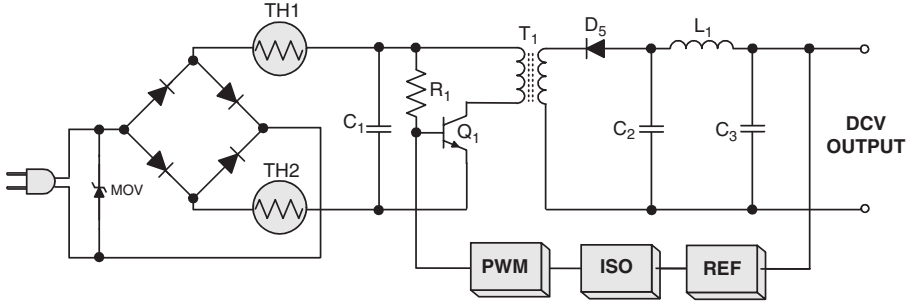 TH1
T1
D5
L1
R1
C1
Q1
C2
C3
DCV
OUTPUT
MOV
TH2
PWM
ISO
REF